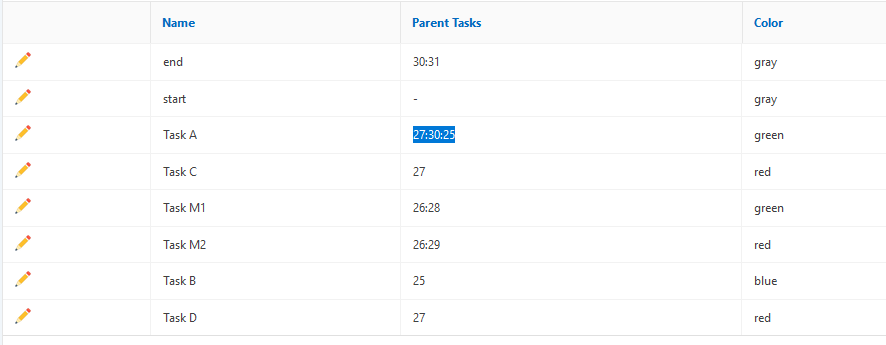 Name Parent Tasks Color
end 30:31 gray
start - gray
Task A 27:30:25 green
Task C 27 red
Task M1 26:28 green
Task M2 26:29 red
Task B 25 blue
Task D 27 red